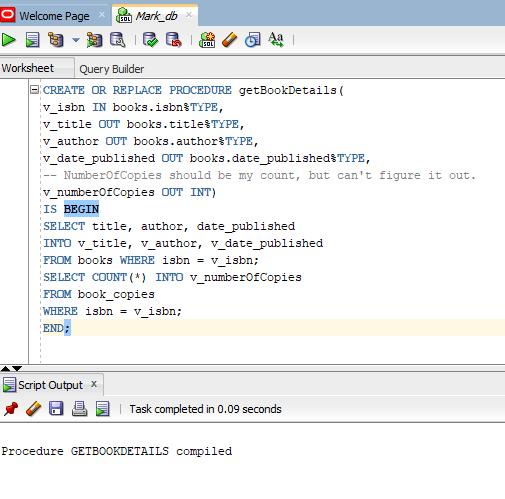 Welcome Page
Mark_db
Worksheet Query Builder
CREATE OR REPLACE PROCEDURE getBookDetails(
v_isbn IN books.isbn%TYPE,
v_title OUT books.title%TYPE,
v_author OUT books.author%TYPE,
v_date_published OUT books.date_published%TYPE,
-- NumberOfCopies should be my count, but can't figure it out.
v_numberOfCopies OUT INT)
IS BEGIN
SELECT title, author, date_published
INTO v_title, v_author, v_date_published
FROM books WHERE isbn = v_isbn;
SELECT COUNT(*) INTO v_numberOfCopies
FROM book_copies
WHERE isbn = v_isbn;
END;
Script Output
Task completed in 0.09 seconds
Procedure GETBOOKDETAILS compiled